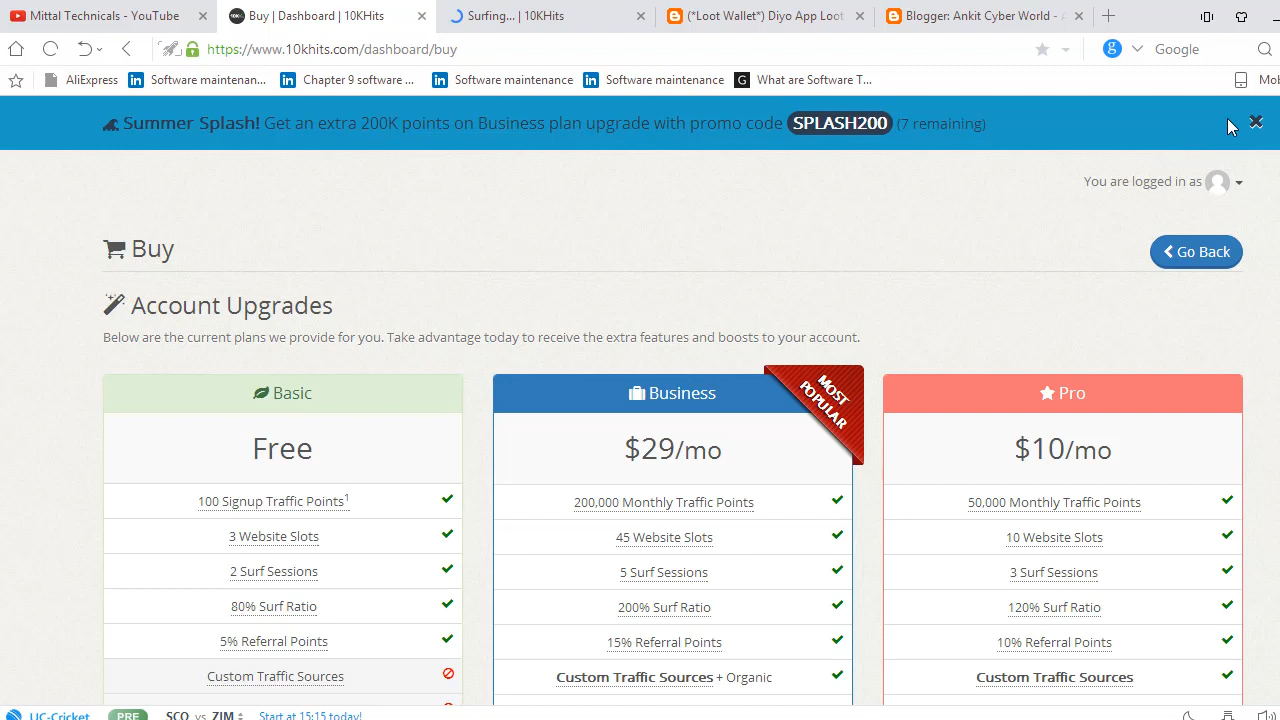 Mittal Technicals - YouTube
Buy | Dashboard | 10KHits
Surfing... | 10KHits
(*Loot Wallet*) Diyo App Loot
Blogger: Ankit Cyber World -
https://www.10khits.com/dashboard/buy
Google
AliExpress
Software maintenan...
Chapter 9 software ...
Software maintenance
Software maintenance
What are Software T...
Mob
Summer Splash! Get an extra 200K points on Business plan upgrade with promo code SPLASH200 (7 remaining)
You are logged in as
Buy
Go Back
Account Upgrades
Below are the current plans we provide for you. Take advantage today to receive the extra features and boosts to your account.
Basic
Free
100 Signup Traffic Points1
3 Website Slots
2 Surf Sessions
80% Surf Ratio
5% Referral Points
Custom Traffic Sources
Business
MOST POPULAR
$29/mo
200,000 Monthly Traffic Points
45 Website Slots
5 Surf Sessions
200% Surf Ratio
15% Referral Points
Custom Traffic Sources + Organic
Pro
$10/mo
50,000 Monthly Traffic Points
10 Website Slots
3 Surf Sessions
120% Surf Ratio
10% Referral Points
Custom Traffic Sources
UC-Cricket
PRE
SCO vs ZIM
Start at 15:15 today!